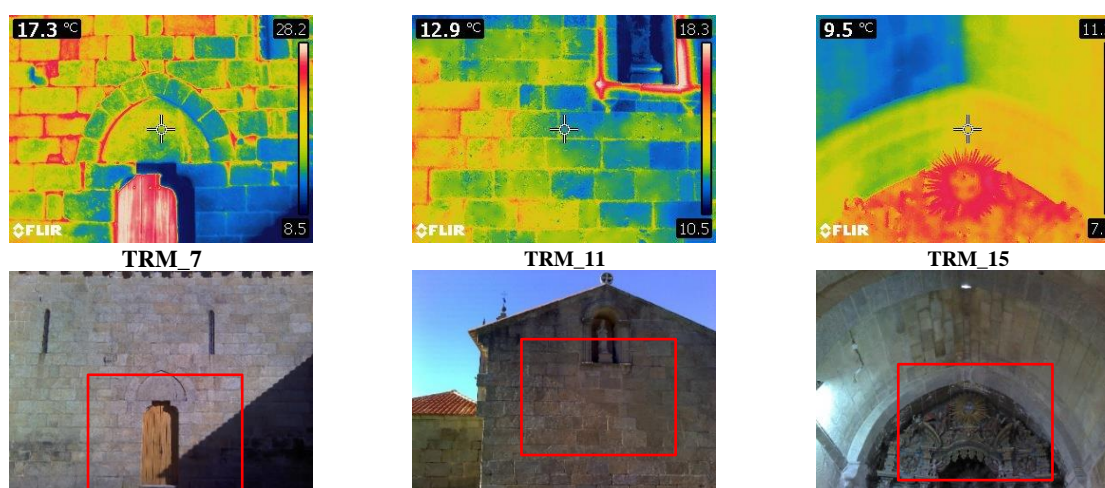 17.3 °C 28.2
8.5
FLIR
12.9 °C 18.3
10.5
FLIR
9.5 °C 11.
7.
FLIR
TRM_7 TRM_11 TRM_15